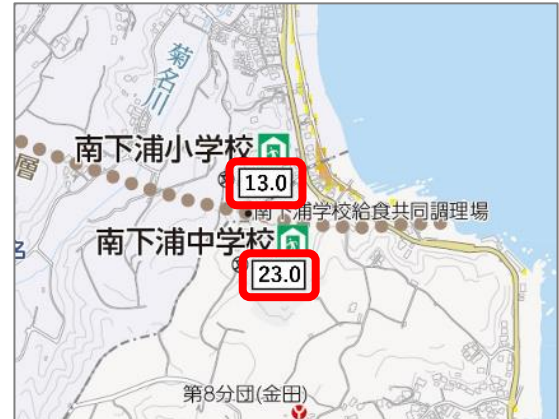 菊名川
南下浦小学校
層
13.0
南下浦学校給食共同調理場
南下浦中学校
23.0
第8分団(金田)